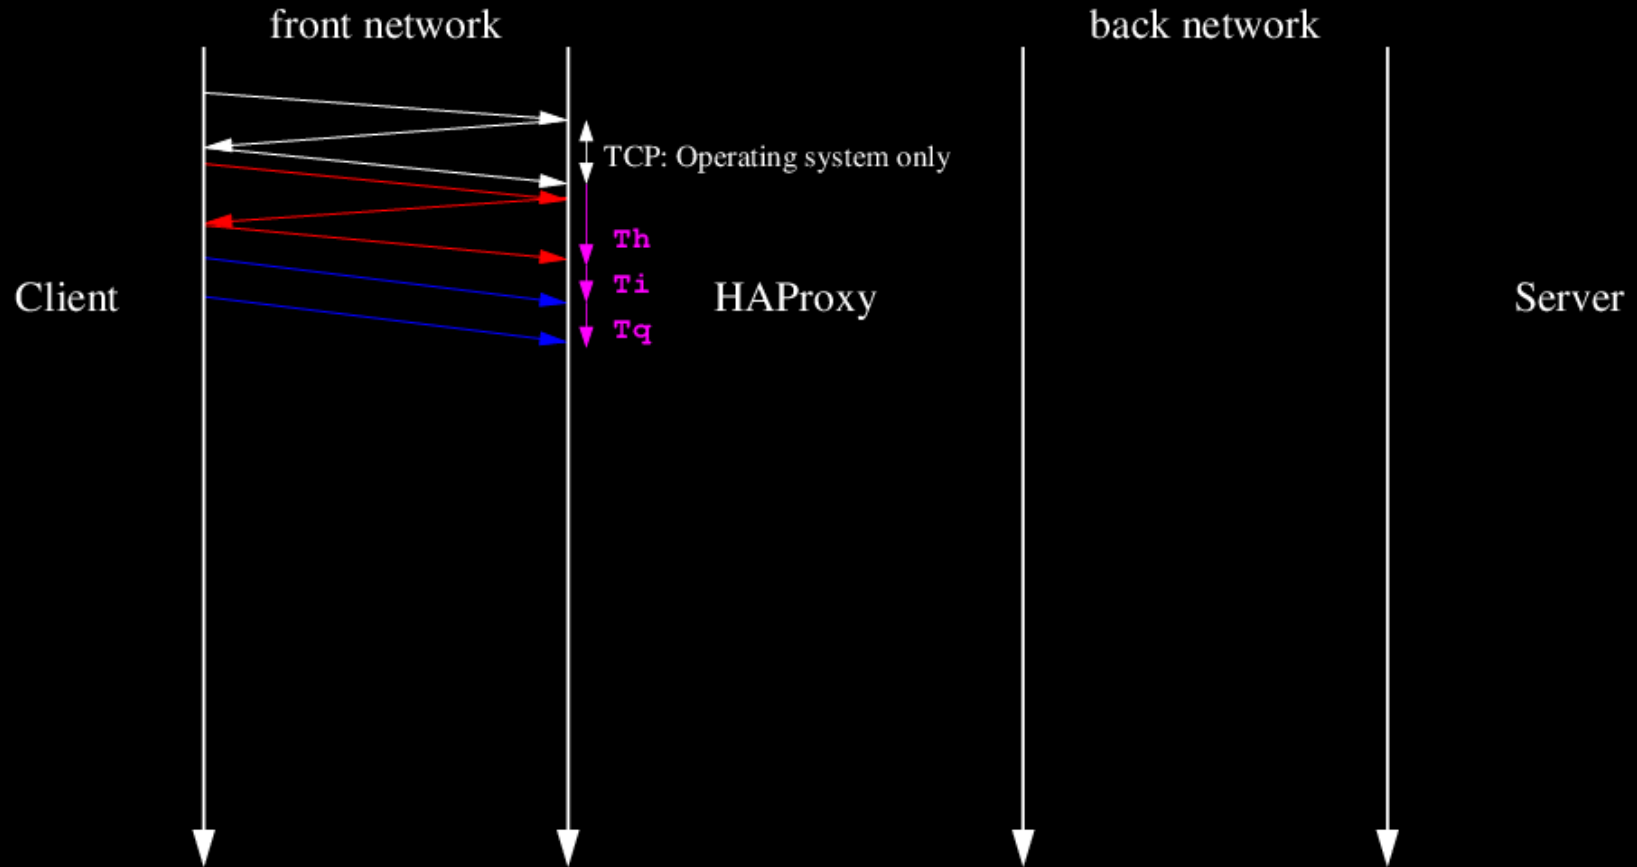 front network
back network
TCP: Operating system only
Th
Ti
Client
HAProxy
Server
Tq